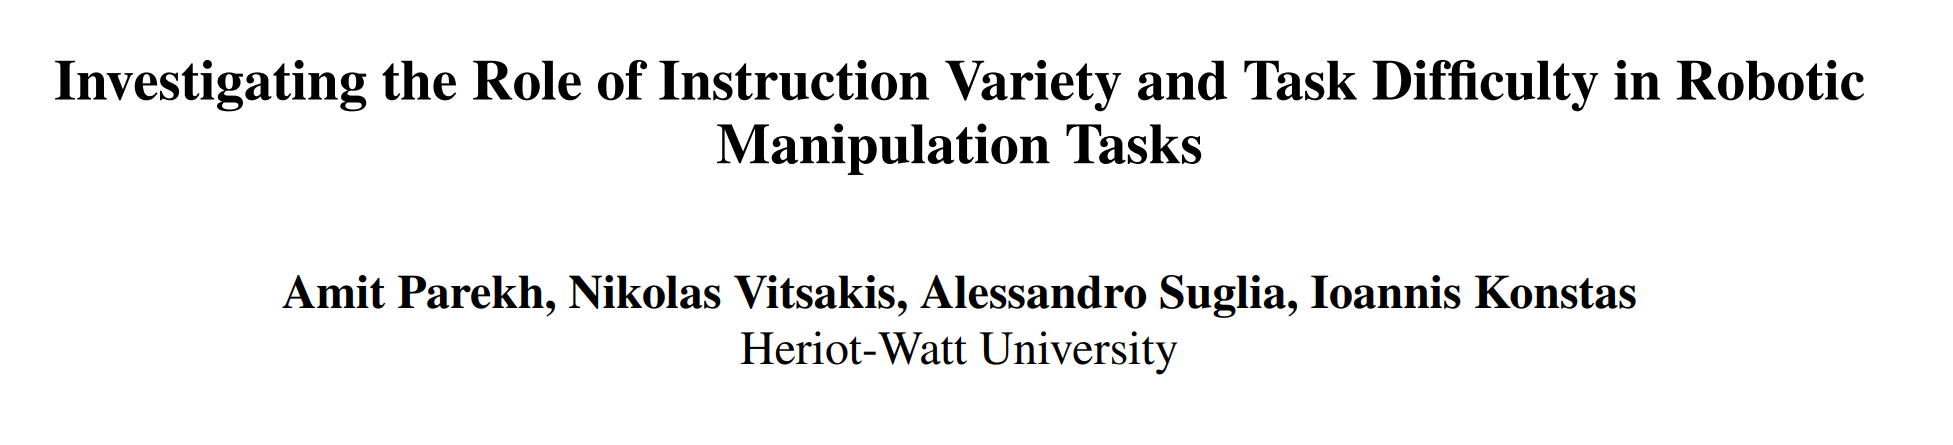 Investigating the Role of Instruction Variety and Task Difficulty in Robotic
Manipulation Tasks
Amit Parekh, Nikolas Vitsakis, Alessandro Suglia, Ioannis Konstas
Heriot-Watt University